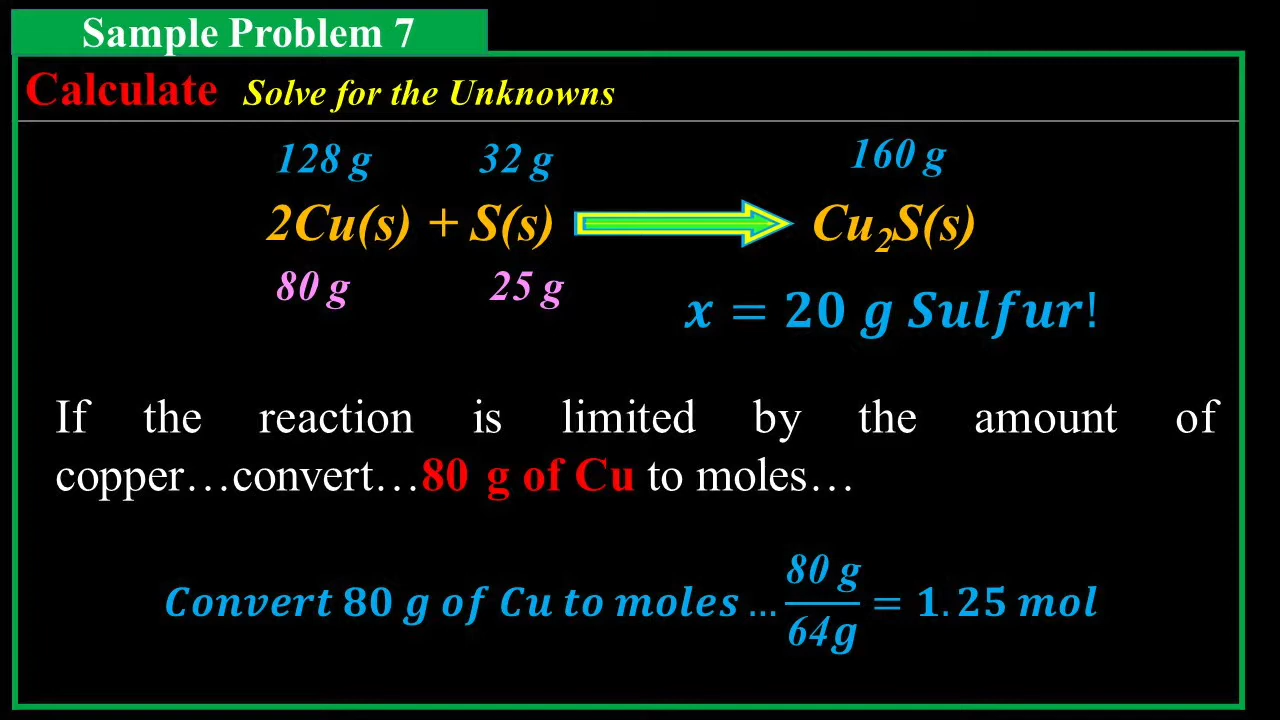 Sample Problem 7
Calculate Solve for the Unknowns
128 g 32 g 160 g
2Cu(s) + S(s) Cu₂S(s)
80 g 25 g
x = 20 g Sulfur!
If the reaction is limited by the amount of
copper…convert…80 g of Cu to moles…
Convert 80 g of Cu to moles … 80 g / 64g = 1.25 mol